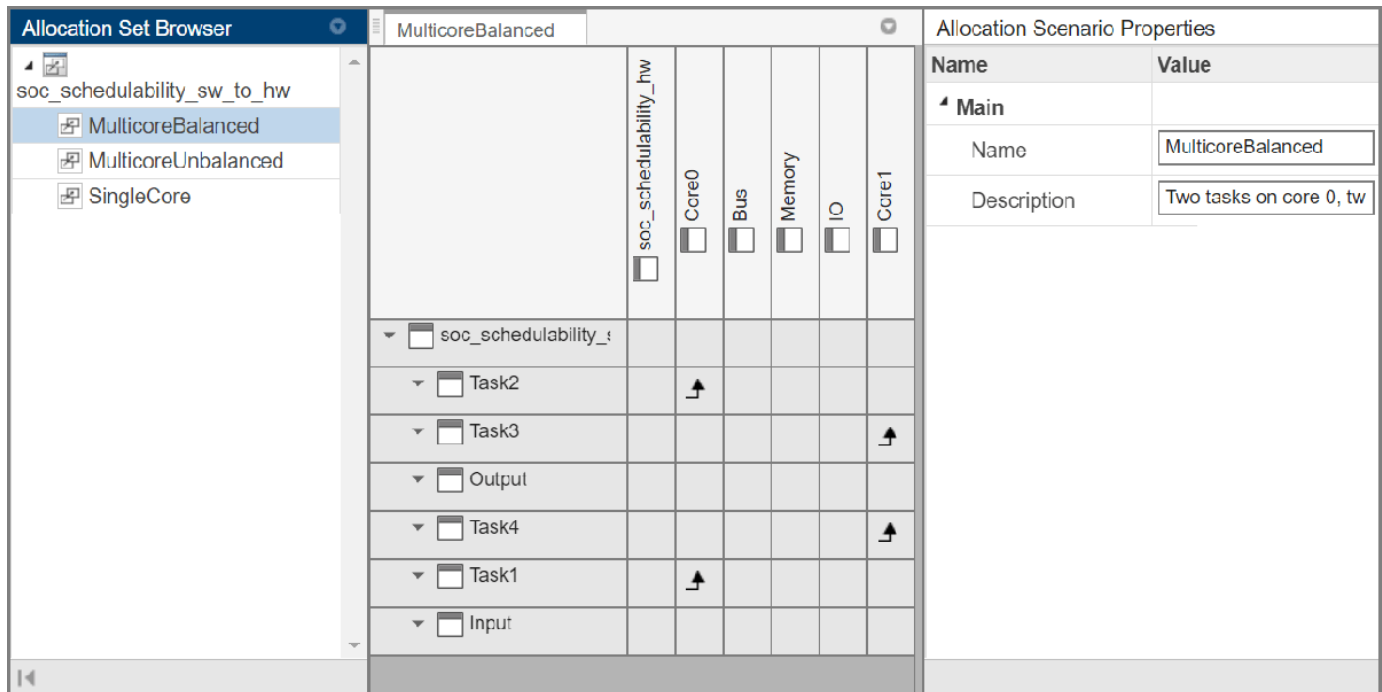 Allocation Set Browser
soc_schedulability_sw_to_hw
MulticoreBalanced
MulticoreUnbalanced
SingleCore
MulticoreBalanced
soc_schedulability_hw
Core0
Bus
Memory
IO
Core1
soc_schedulability_s
Task2
Task3
Output
Task4
Task1
Input
Allocation Scenario Properties
Name Value
Main
Name MulticoreBalanced
Description Two tasks on core 0, tw